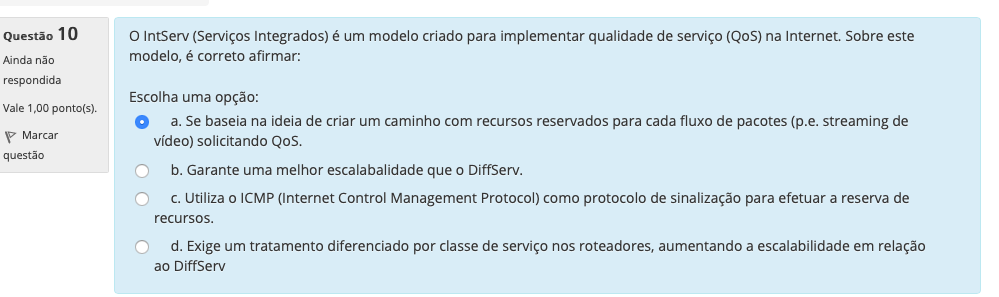 Questão 10
Ainda não
respondida
Vale 1,00 ponto(s).
Marcar
questão
O IntServ (Serviços Integrados) é um modelo criado para implementar qualidade de serviço (QoS) na Internet. Sobre este
modelo, é correto afirmar:
Escolha uma opção:
a. Se baseia na ideia de criar um caminho com recursos reservados para cada fluxo de pacotes (p.e. streaming de
vídeo) solicitando QoS.
b. Garante uma melhor escalabalidade que o DiffServ.
c. Utiliza o ICMP (Internet Control Management Protocol) como protocolo de sinalização para efetuar a reserva de
recursos.
d. Exige um tratamento diferenciado por classe de serviço nos roteadores, aumentando a escalabilidade em relação
ao DiffServ